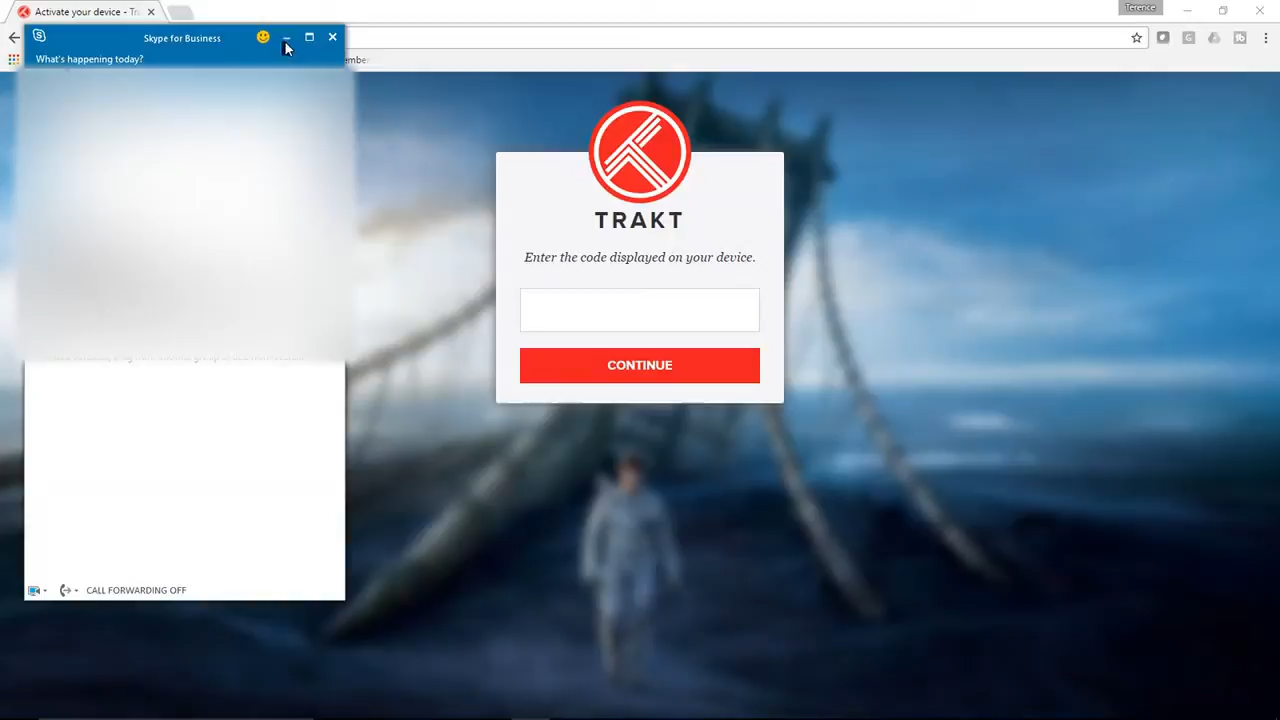 Activate your device - Tr
Terence
Skype for Business
What's happening today?
ember
TRAKT
Enter the code displayed on your device.
CONTINUE
CALL FORWARDING OFF